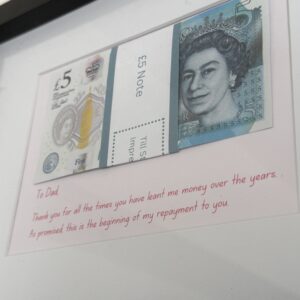 £5
£5 Note
To Dad,
Thank you for all the times you have leant me money over the years.
As promised, this is the beginning of my repayment to you